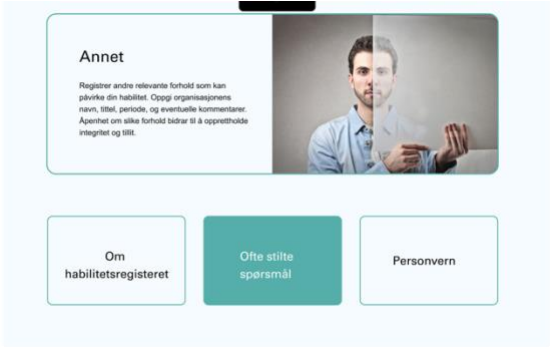 Annet
Registrer andre relevante forhold som kan
påvirke din habilitet. Oppgi organisasjonens
navn, tittel, periode, og eventuelle kommentarer.
Åpenhet om slike forhold bidrar til å opprettholde
integritet og tillit.
Om
habilitetsregisteret
Ofte stilte
spørsmål
Personvern